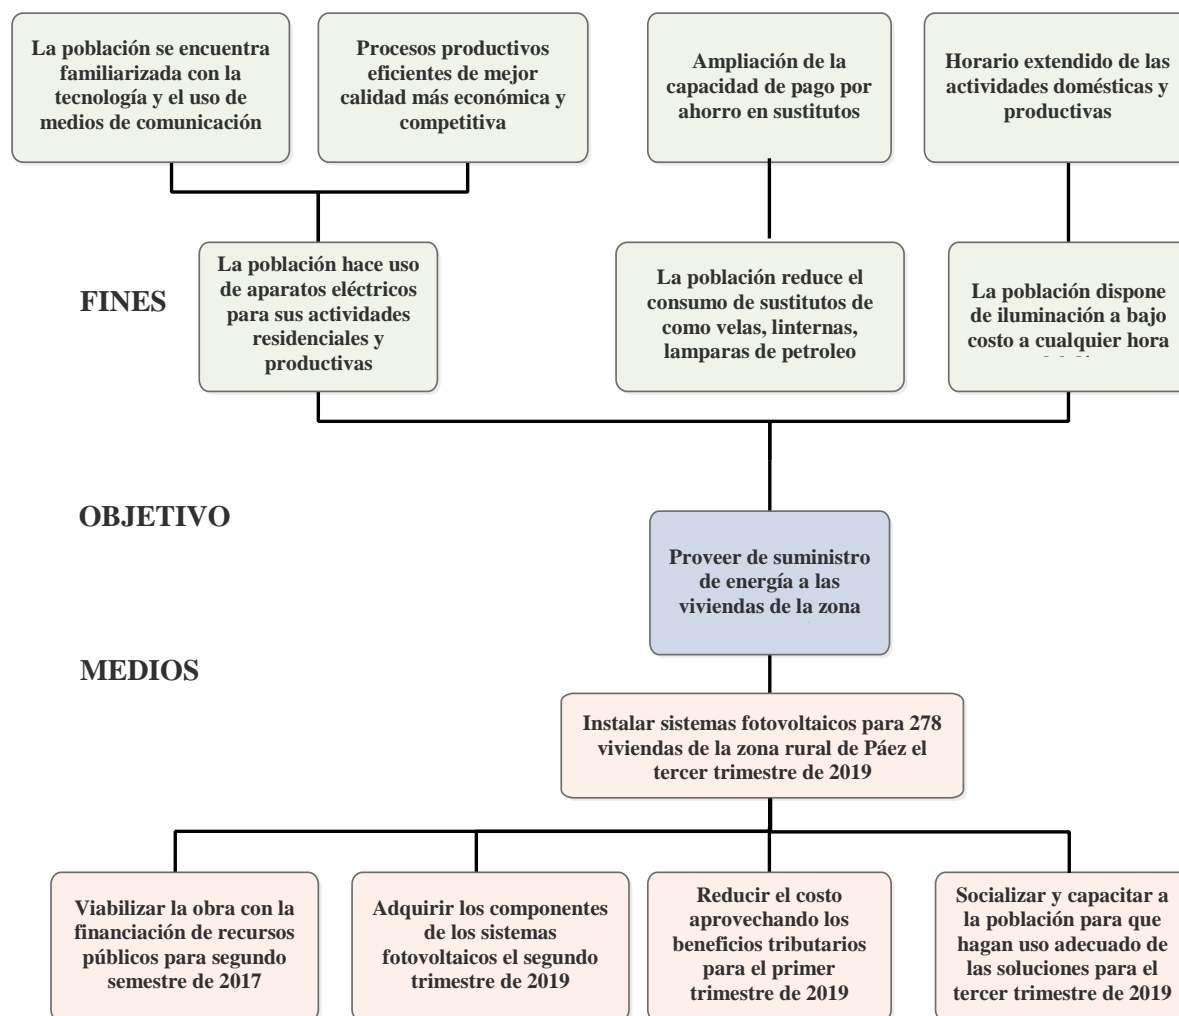 La población se encuentra
familiarizada con la
tecnología y el uso de
medios de comunicación
Procesos productivos
eficientes de mejor
calidad más económica y
competitiva
Ampliación de la
capacidad de pago por
ahorro en sustitutos
Horario extendido de las
actividades domésticas y
productivas
FINES
La población hace uso
de aparatos eléctricos
para sus actividades
residenciales y
productivas
La población reduce el
consumo de sustitutos de
como velas, linternas,
lamparas de petroleo
La población dispone
de iluminación a bajo
costo a cualquier hora
OBJETIVO
Proveer de suministro
de energía a las
viviendas de la zona
MEDIOS
Instalar sistemas fotovoltaicos para 278
viviendas de la zona rural de Páez el
tercer trimestre de 2019
Viabilizar la obra con la
financiación de recursos
públicos para segundo
semestre de 2017
Adquirir los componentes
de los sistemas
fotovoltaicos el segundo
trimestre de 2019
Reducir el costo
aprovechando los
beneficios tributarios
para el primer
trimestre de 2019
Socializar y capacitar a
la población para que
hagan uso adecuado de
las soluciones para el
tercer trimestre de 2019